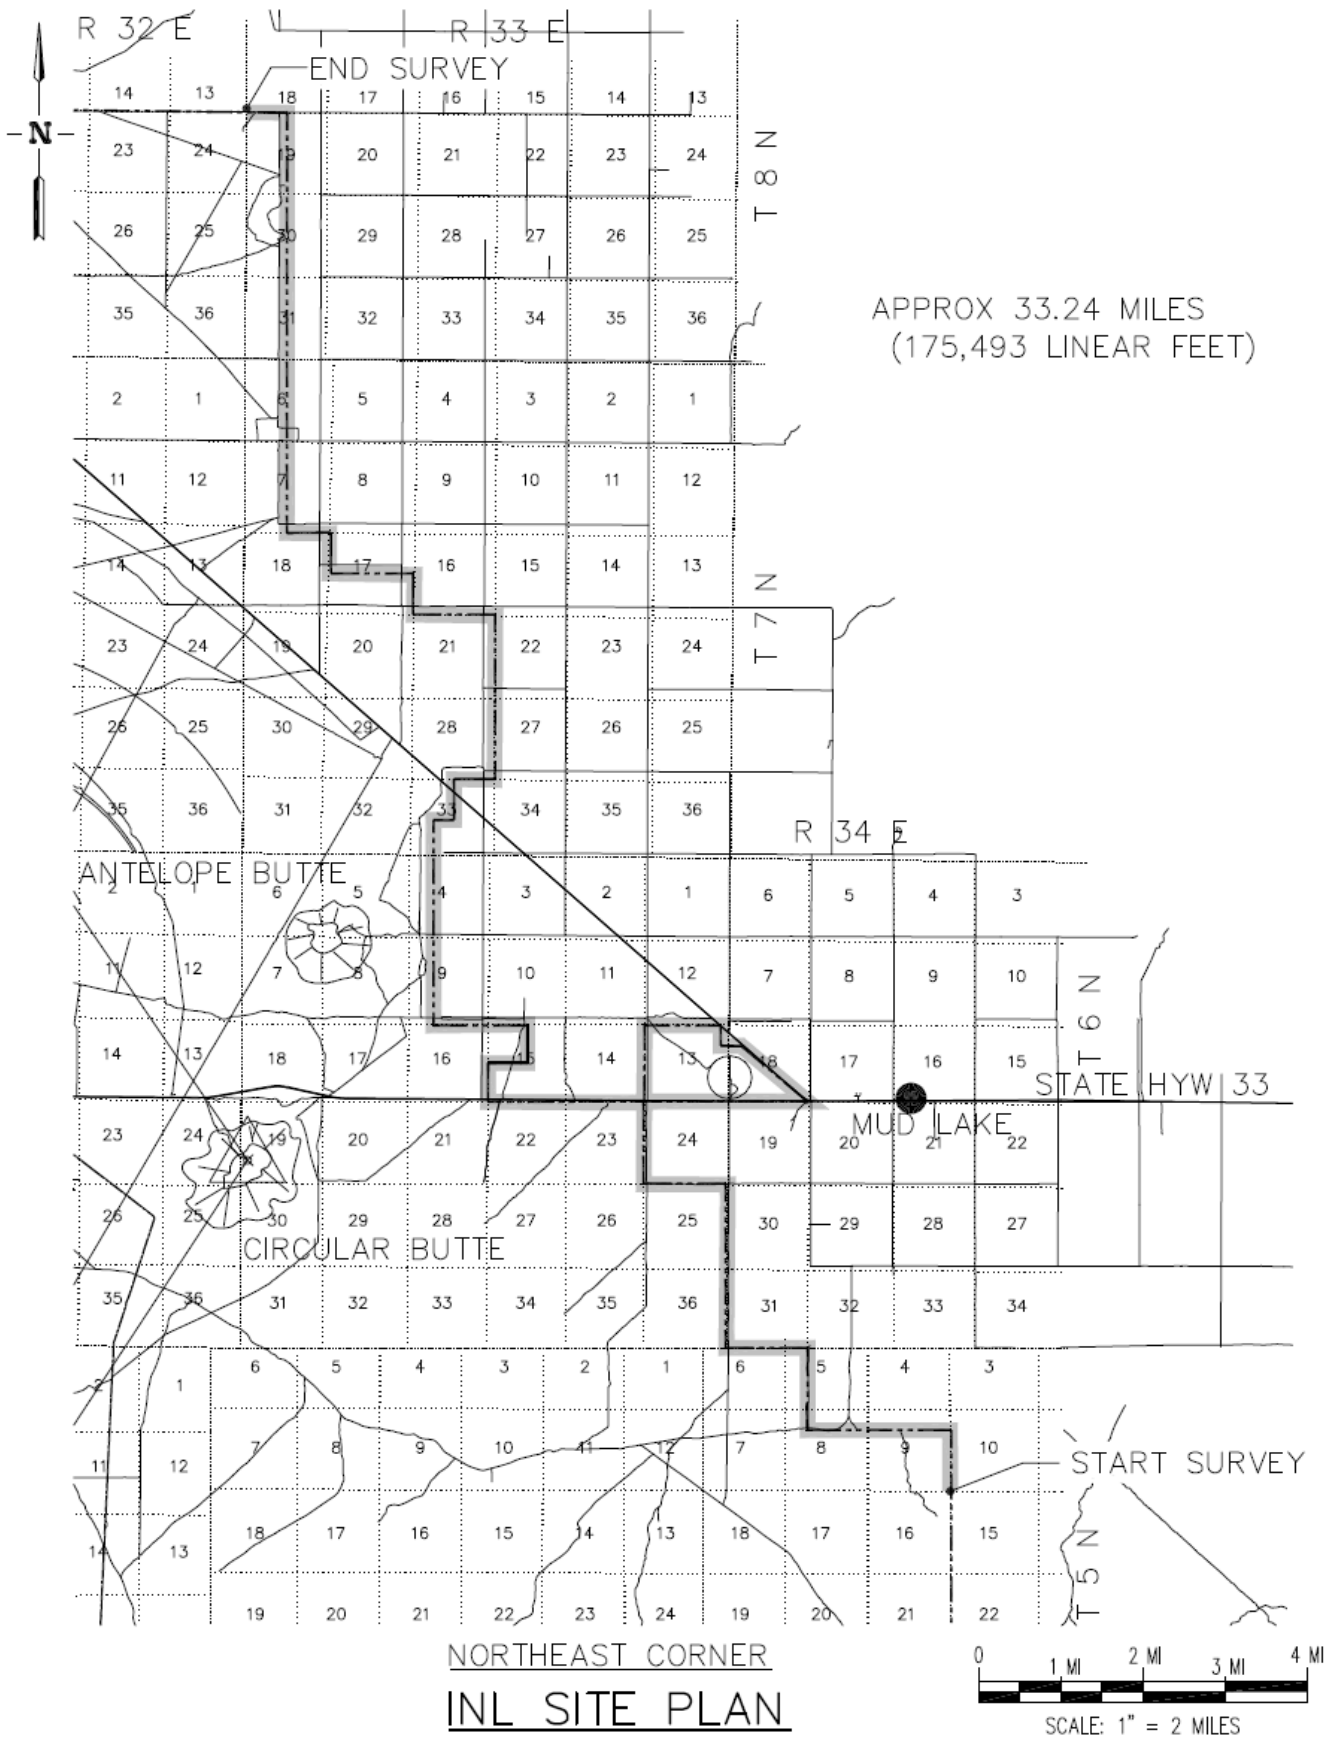 R 32 E R 33 E
END SURVEY
14 13 18 17 16 15 14 13
N
23 24 19 20 21 22 23 24
T 8 N
26 25 30 29 28 27 26 25
35 36 31 32 33 34 35 36
APPROX 33.24 MILES
(175,493 LINEAR FEET)
2 1 6 5 4 3 2 1
11 12 7 8 9 10 11 12
14 13 18 17 16 15 14 13
T 7 N
23 24 19 20 21 22 23 24
26 25 30 29 28 27 26 25
35 36 31 32 33 34 35 36
R 34 E
ANTELOPE BUTTE
2 1 6 5 4 3 2 1 6 5 4 3
11 12 7 8 9 10 11 12 7 8 9 10
T 6 N
14 13 18 17 16 15 14 13 18 17 16 15
STATE HYW 33
MUD LAKE
23 24 19 20 21 22 23 24 19 20 21 22
26 25 30 29 28 27 26 25 30 29 28 27
CIRCULAR BUTTE
35 36 31 32 33 34 35 36 31 32 33 34
2 1 6 5 4 3 2 1 6 5 4 3
11 12 7 8 9 10 11 12 7 8 9 10
START SURVEY
14 13 18 17 16 15 14 13 18 17 16 15
T 5 N
19 20 21 22 23 24 19 20 21 22
NORTHEAST CORNER
INL SITE PLAN
0 1 MI 2 MI 3 MI 4 MI
SCALE: 1" = 2 MILES